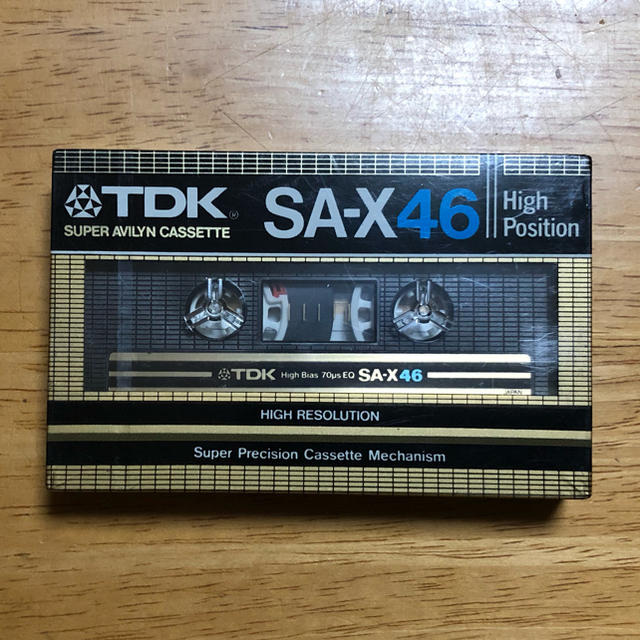 TDK® SA-X46 High Position
SUPER AVILYN CASSETTE
TDK High Bias 70μs EQ SA-X46
JAPAN
HIGH RESOLUTION
Super Precision Cassette Mechanism